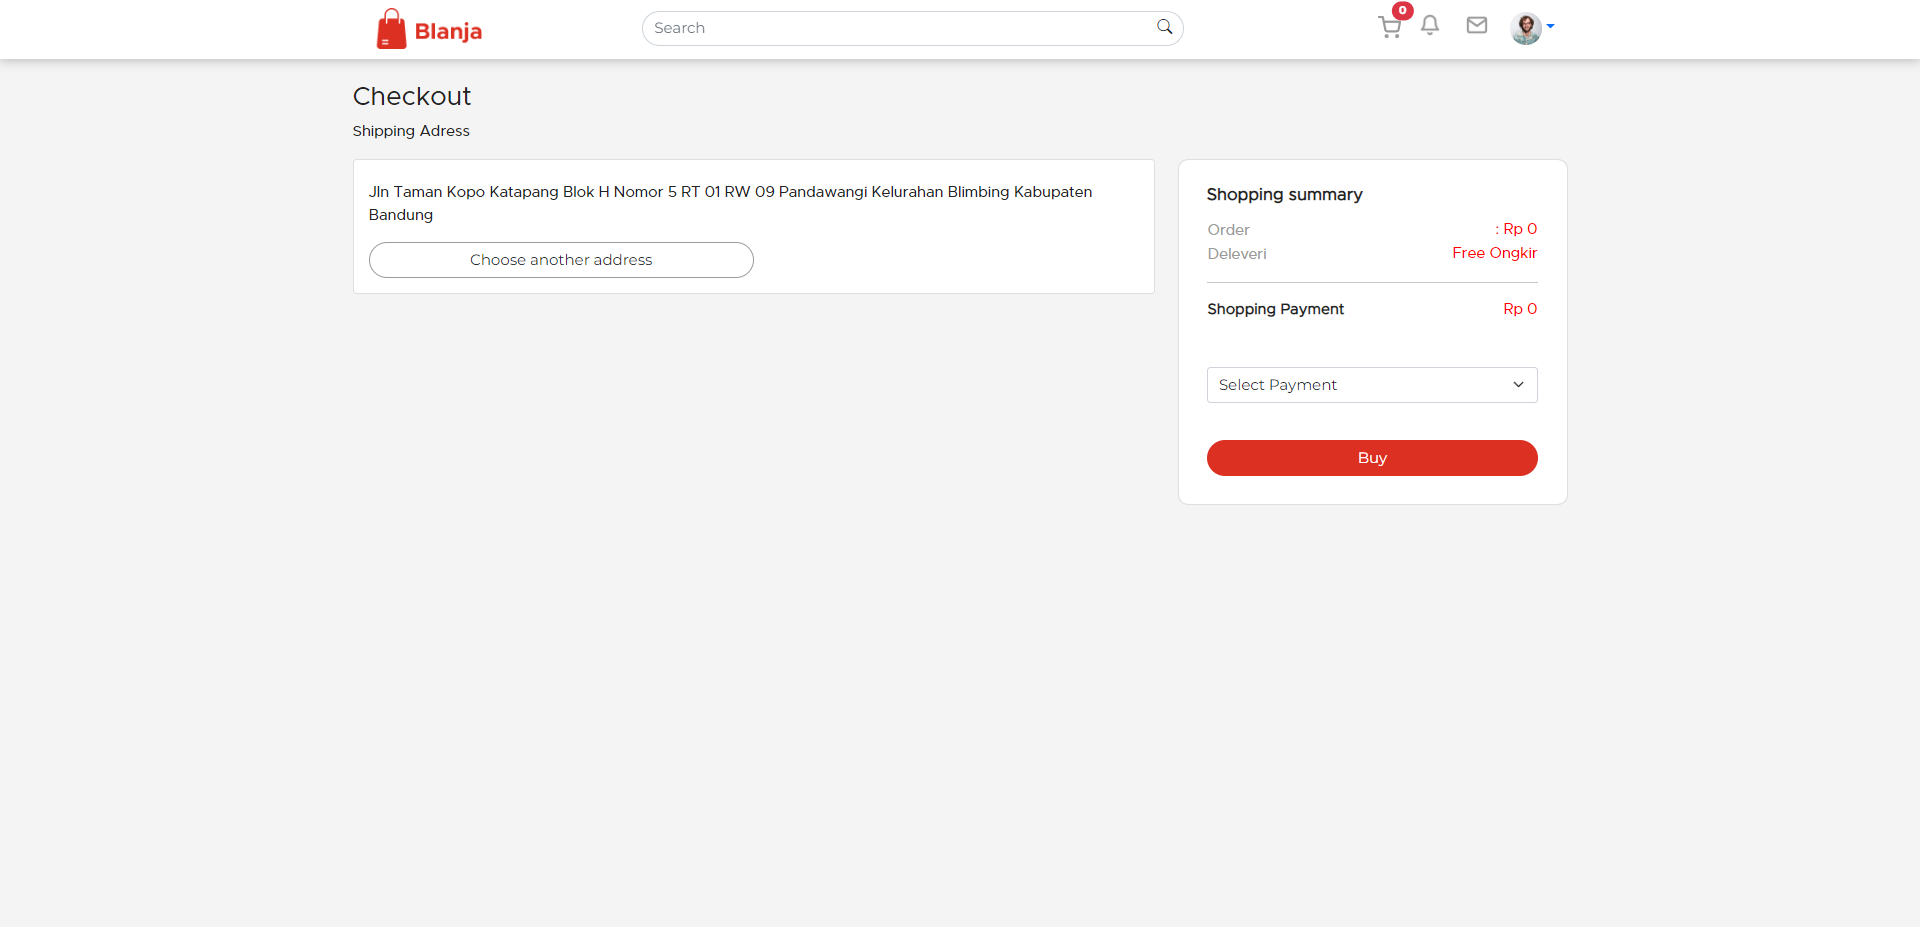 Blanja
Search
0
Checkout
Shipping Adress
Jln Taman Kopo Katapang Blok H Nomor 5 RT 01 RW 09 Pandawangi Kelurahan Blimbing Kabupaten
Bandung
Choose another address
Shopping summary
Order : Rp 0
Deleveri Free Ongkir
Shopping Payment Rp 0
Select Payment
Buy